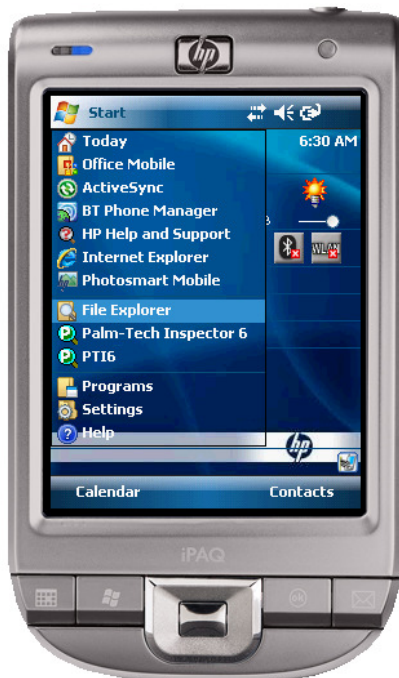 hp
Start
Today
6:30 AM
Office Mobile
ActiveSync
BT Phone Manager
HP Help and Support
WLAN
Internet Explorer
Photosmart Mobile
File Explorer
Palm-Tech Inspector 6
PTI6
Programs
Settings
Help
hp
Calendar
Contacts
iPAQ
ok